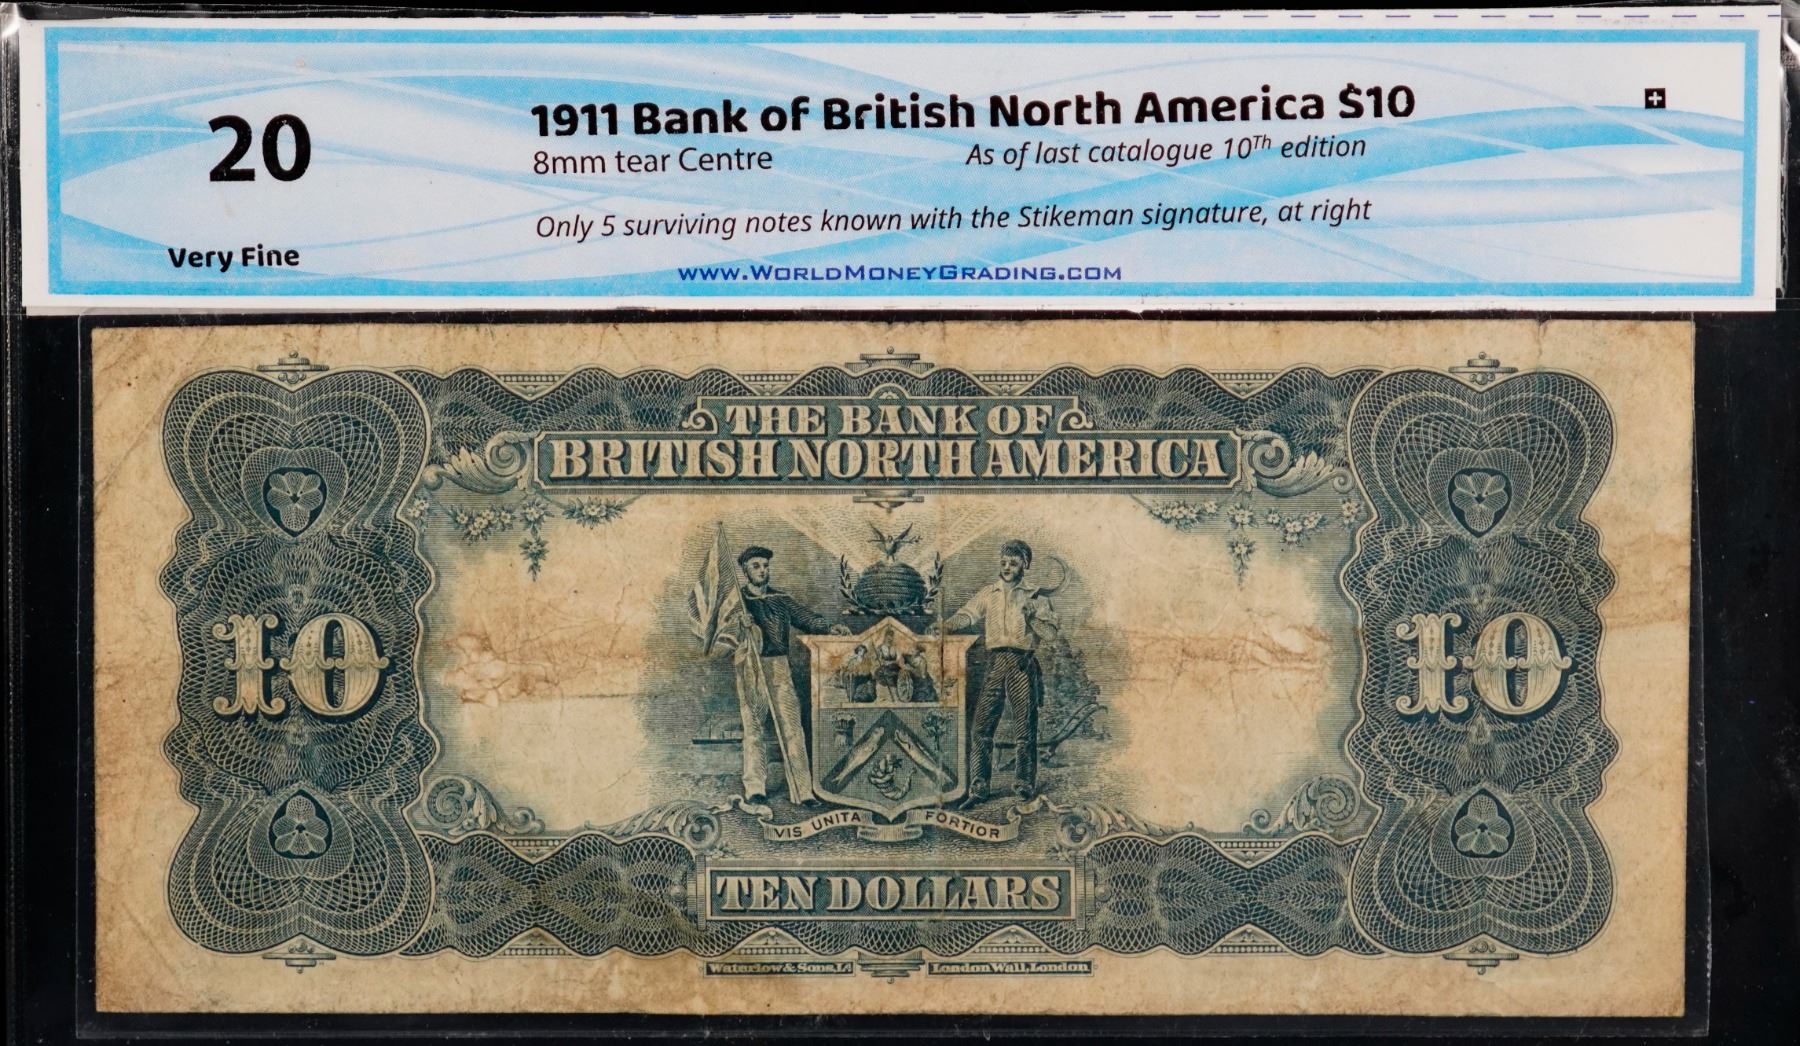 20
Very Fine
1911 Bank of British North America $10
8mm tear Centre
As of last catalogue 10Th edition
Only 5 surviving notes known with the Stikeman signature, at right
www.WorldMoneyGrading.com
THE BANK OF
BRITISH NORTH AMERICA
10
10
VIS UNITA FORTIOR
TEN DOLLARS
Waterlow & Sons, Ld London Wall, London